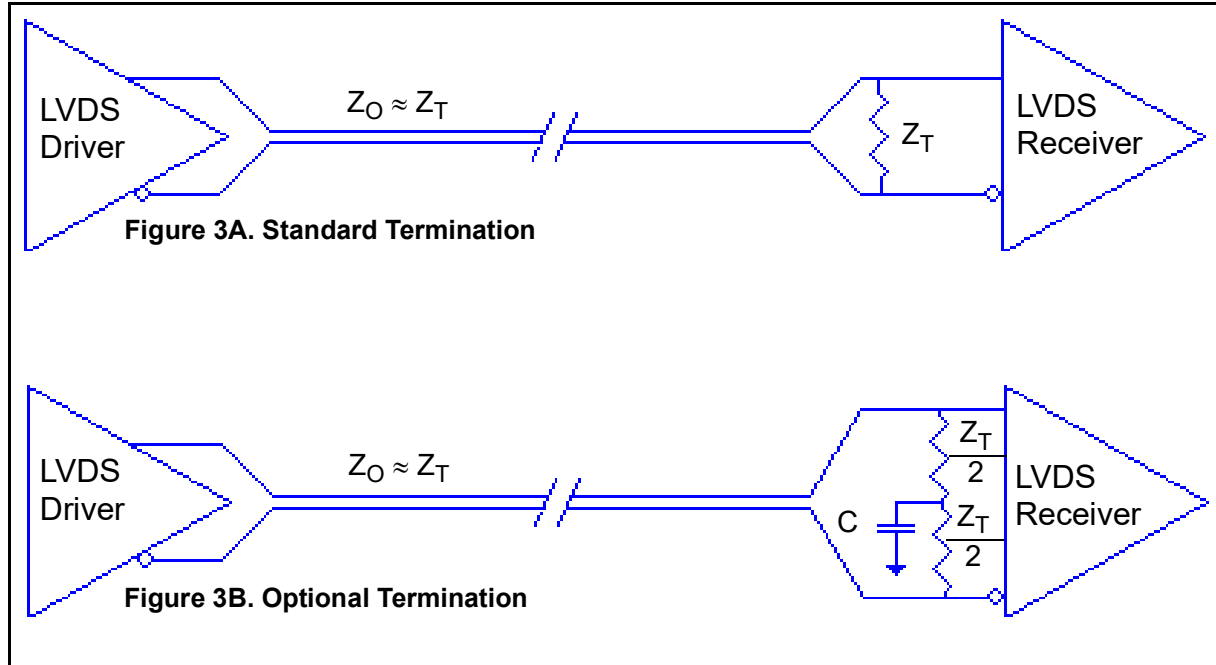 LVDS
Driver
Z_O ≈ Z_T
Z_T
LVDS
Receiver
Figure 3A. Standard Termination
LVDS
Driver
Z_O ≈ Z_T
C
Z_T
2
Z_T
2
LVDS
Receiver
Figure 3B. Optional Termination